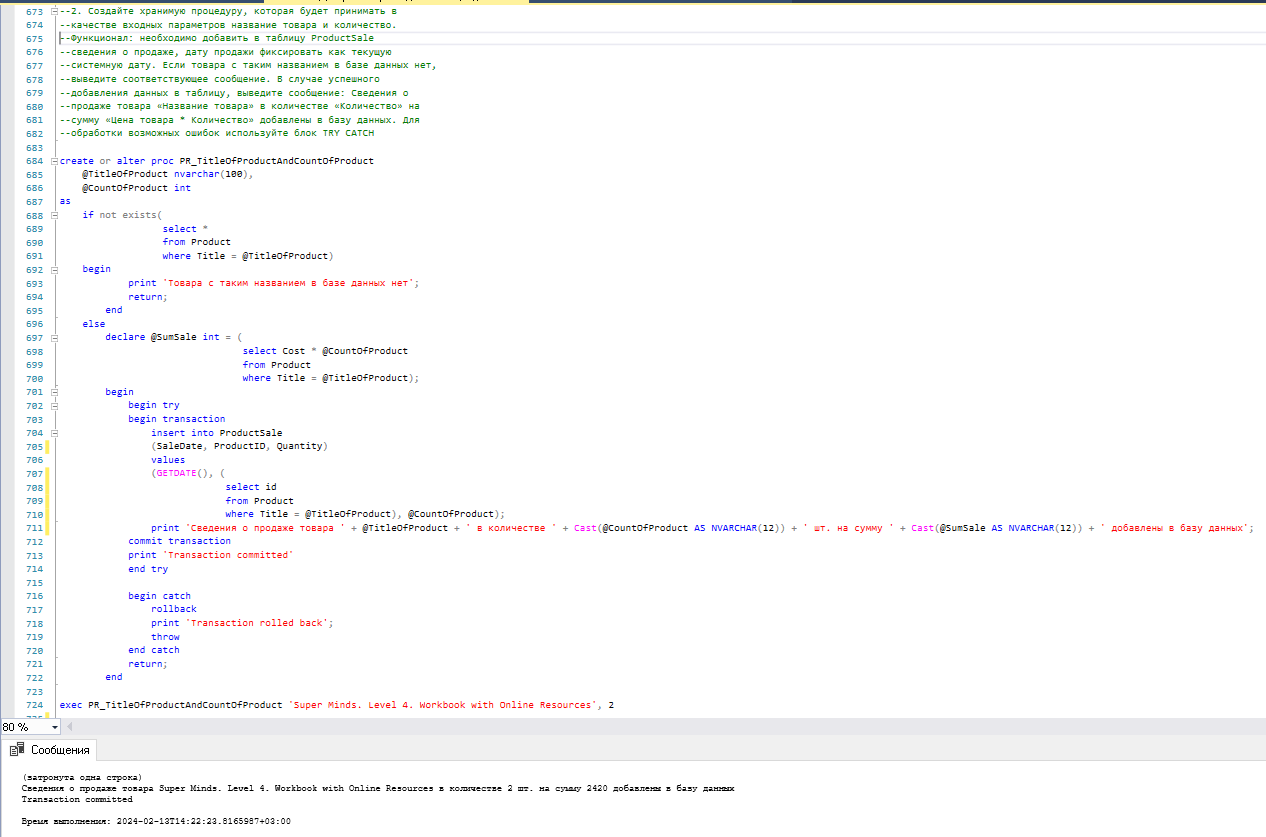 673 --2. Создайте хранимую процедуру, которая будет принимать в
674 --качестве входных параметров название товара и количество.
675 --Функционал: необходимо добавить в таблицу ProductSale
676 --сведения о продаже, дату продажи фиксировать как текущую
677 --системную дату. Если товара с таким названием в базе данных нет,
678 --выведите соответствующее сообщение. В случае успешного
679 --добавления данных в таблицу, выведите сообщение: Сведения о
680 --продаже товара «Название товара» в количестве «Количество» на
681 --сумму «Цена товара * Количество» добавлены в базу данных. Для
682 --обработки возможных ошибок используйте блок TRY CATCH
683
684 create or alter proc PR_TitleOfProductAndCountOfProduct
685 @TitleOfProduct nvarchar(100),
686 @CountOfProduct int
687 as
688 if not exists(
689 select *
690 from Product
691 where Title = @TitleOfProduct)
692 begin
693 print 'Товара с таким названием в базе данных нет';
694 return;
695 end
696 else
697 declare @SumSale int = (
698 select Cost * @CountOfProduct
699 from Product
700 where Title = @TitleOfProduct);
701 begin
702 begin try
703 begin transaction
704 insert into ProductSale
705 (SaleDate, ProductID, Quantity)
706 values
707 (GETDATE(), (
708 select id
709 from Product
710 where Title = @TitleOfProduct), @CountOfProduct);
711 print 'Сведения о продаже товара ' + @TitleOfProduct + ' в количестве ' + Cast(@CountOfProduct AS NVARCHAR(12)) + ' шт. на сумму ' + Cast(@SumSale AS NVARCHAR(12)) + ' добавлены в базу данных';
712 commit transaction
713 print 'Transaction committed'
714 end try
715
716 begin catch
717 rollback
718 print 'Transaction rolled back';
719 throw
720 end catch
721 return;
722 end
723
724 exec PR_TitleOfProductAndCountOfProduct 'Super Minds. Level 4. Workbook with Online Resources', 2
80 %
Сообщения
(затронута одна строка)
Сведения о продаже товара Super Minds. Level 4. Workbook with Online Resources в количестве 2 шт. на сумму 2420 добавлены в базу данных
Transaction committed
Время выполнения: 2024-02-13T14:22:23.8165987+03:00